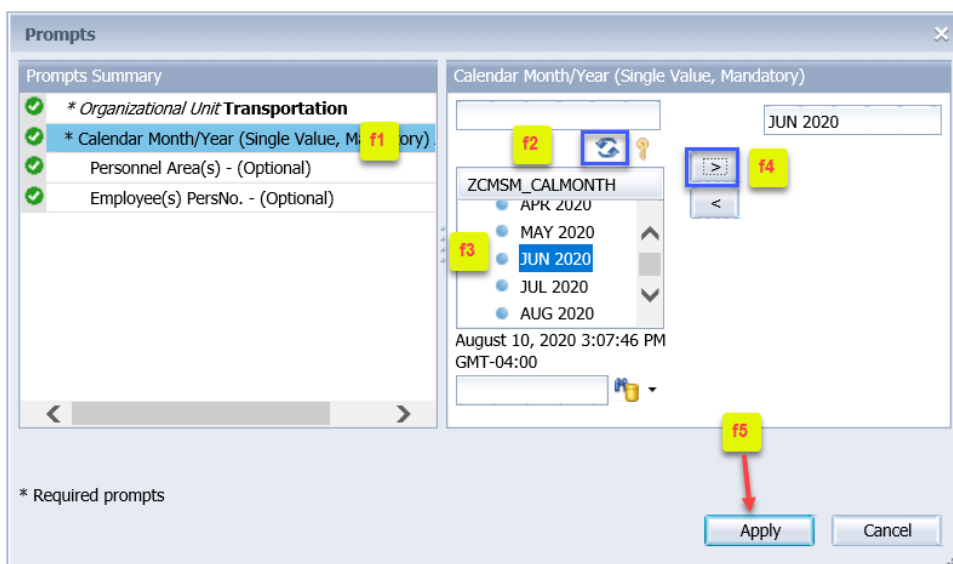 Prompts
Prompts Summary
* Organizational Unit Transportation
* Calendar Month/Year (Single Value, M f1 ory)
Personnel Area(s) - (Optional)
Employee(s) PersNo. - (Optional)
Calendar Month/Year (Single Value, Mandatory)
f2
ZCMSM_CALMONTH
APR 2020
MAY 2020
f3
JUN 2020
JUL 2020
AUG 2020
August 10, 2020 3:07:46 PM
GMT-04:00
JUN 2020
>
f4
<
f5
* Required prompts
Apply
Cancel